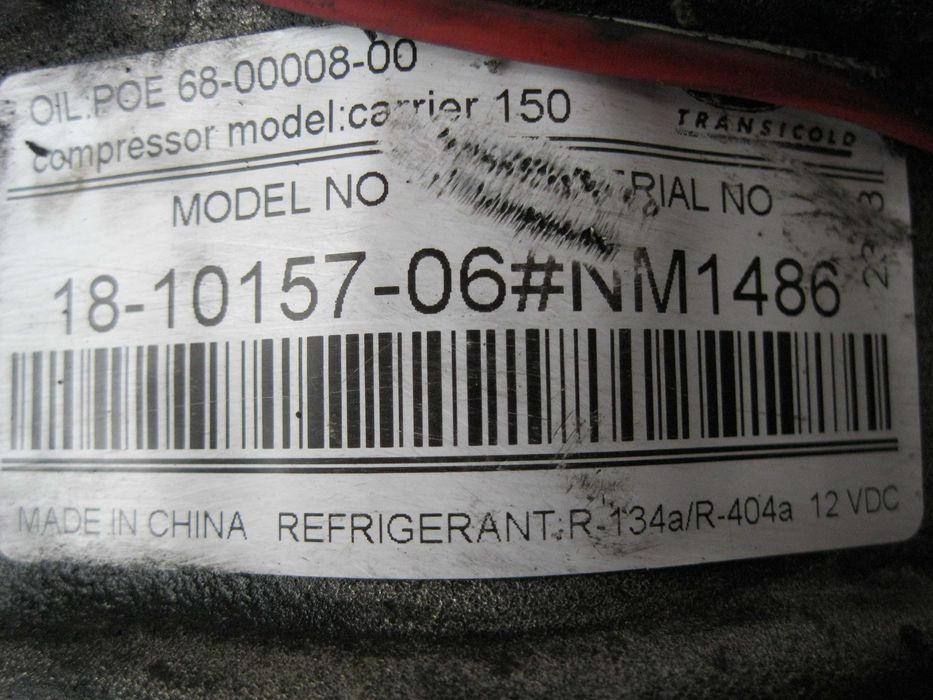 OIL:POE 68-00008-00
compressor model:carrier 150
TRANSICOLD
MODEL NO RIAL NO
18-10157-06#NM1486
MADE IN CHINA REFRIGERANT:R-134a/R-404a 12 VDC